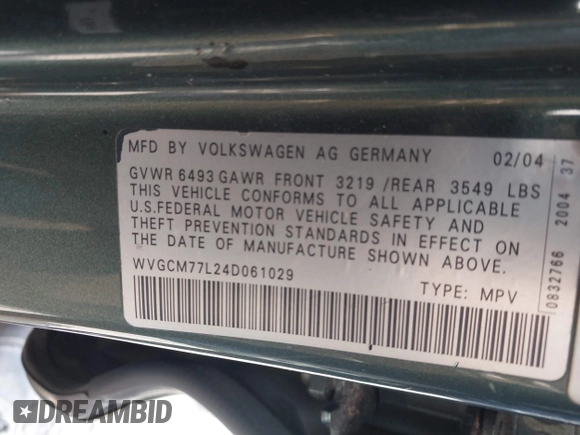 MFD BY VOLKSWAGEN AG GERMANY 02/04
GVWR 6493 GAWR FRONT 3219 /REAR 3549 LBS
THIS VEHICLE CONFORMS TO ALL APPLICABLE
U.S.FEDERAL MOTOR VEHICLE SAFETY AND
THEFT PREVENTION STANDARDS IN EFFECT ON
THE DATE OF MANUFACTURE SHOWN ABOVE.
WVGCM77L24D061029
TYPE: MPV
0832766 2004 37
DREAMBID